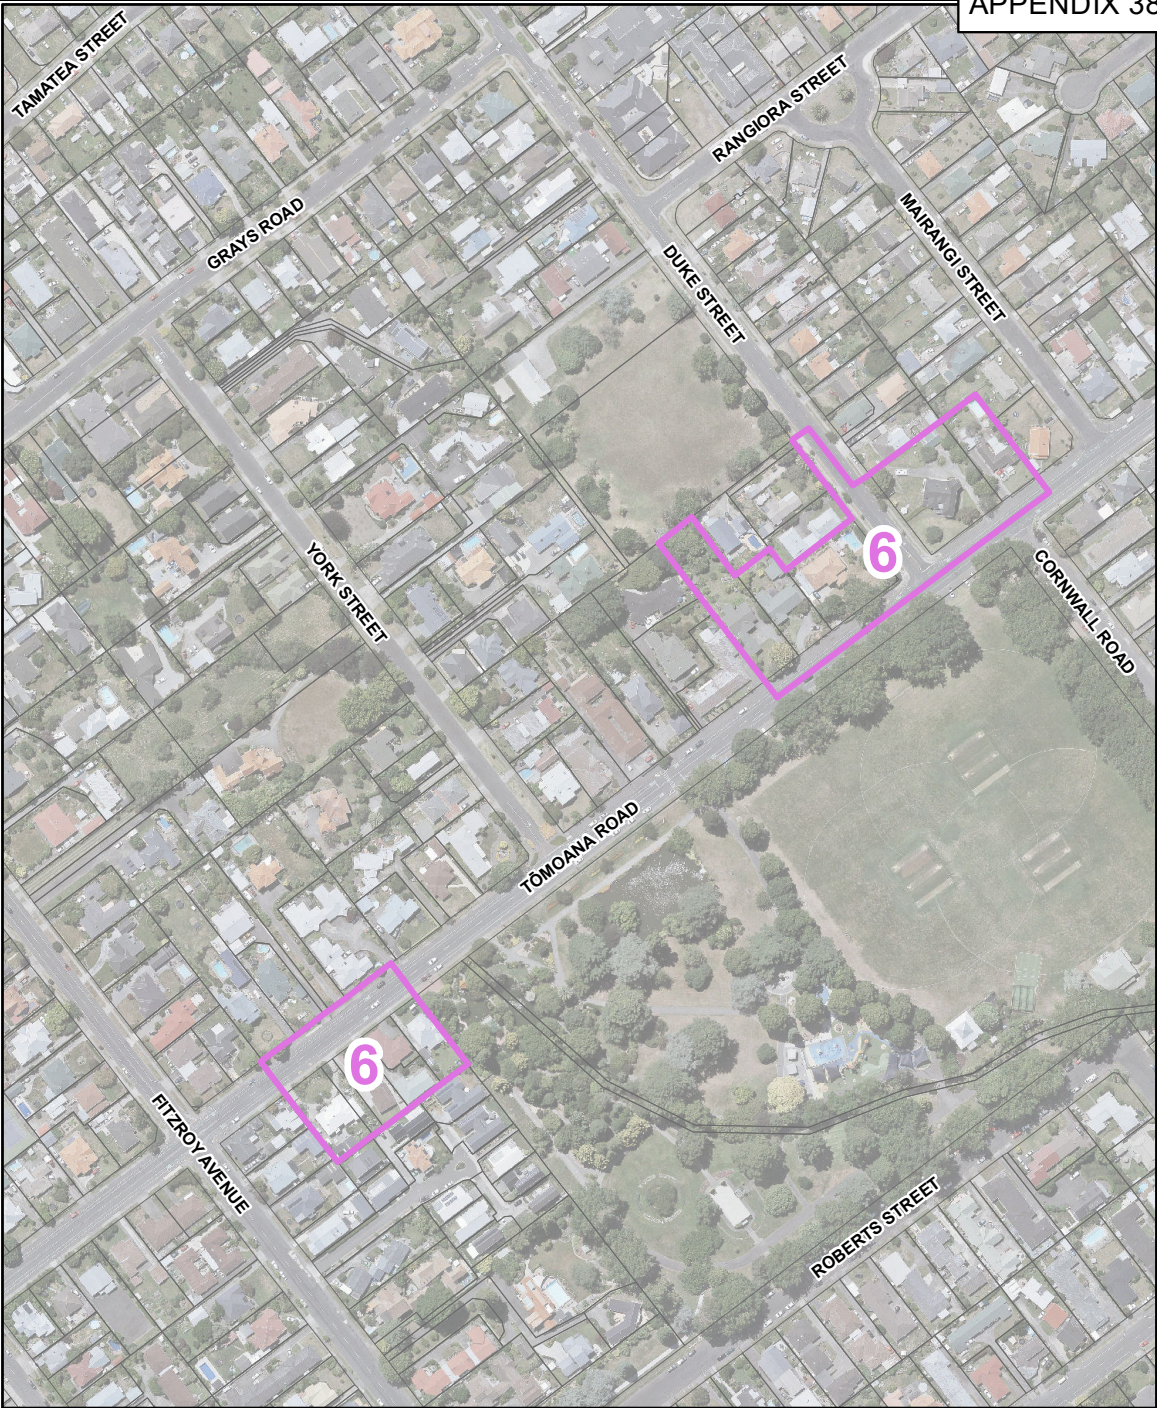 APPENDIX 38
TAMATEA STREET
RANGIORA STREET
GRAYS ROAD
MAIRANGI STREET
DUKE STREET
6
YORK STREET
CORNWALL ROAD
TŌMOANA ROAD
6
FITZROY AVENUE
ROBERTS STREET